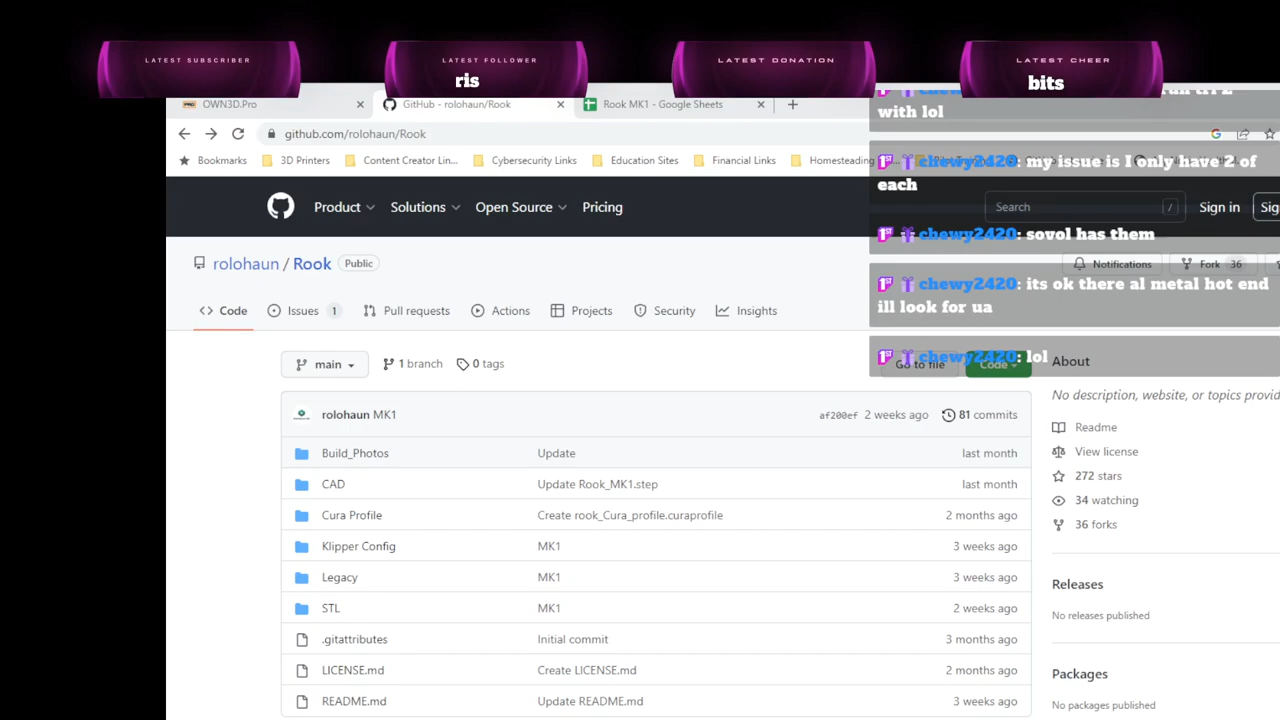 LATEST SUBSCRIBER
LATEST FOLLOWER
LATEST DONATION
LATEST CHEER
ris
bits
OWN3D.Pro
GitHub - rolohaun/Rook
Rook MK1 - Google Sheets
with lol
github.com/rolohaun/Rook
Bookmarks
3D Printers
Content Creator Lin...
Cybersecurity Links
Education Sites
Financial Links
Homesteading
chewy2420: my issue is I only have 2 of
each
Product
Solutions
Open Source
Pricing
Search
/
Sign in
Sig
chewy2420: sovol has them
rolohaun / Rook
Public
Notifications
Fork 36
chewy2420: its ok there al metal hot end
ill look for ua
Code
Issues 1
Pull requests
Actions
Projects
Security
Insights
chewy2420: lol
main
1 branch
0 tags
Go to file
Code
About
No description, website, or topics provid
rolohaun MK1
af200ef 2 weeks ago
81 commits
Build_Photos Update last month
CAD Update Rook_MK1.step last month
Cura Profile Create rook_Cura_profile.curaprofile 2 months ago
Klipper Config MK1 3 weeks ago
Legacy MK1 3 weeks ago
STL MK1 2 weeks ago
.gitattributes Initial commit 3 months ago
LICENSE.md Create LICENSE.md 2 months ago
README.md Update README.md 3 weeks ago
Readme
View license
272 stars
34 watching
36 forks
Releases
No releases published
Packages
No packages published